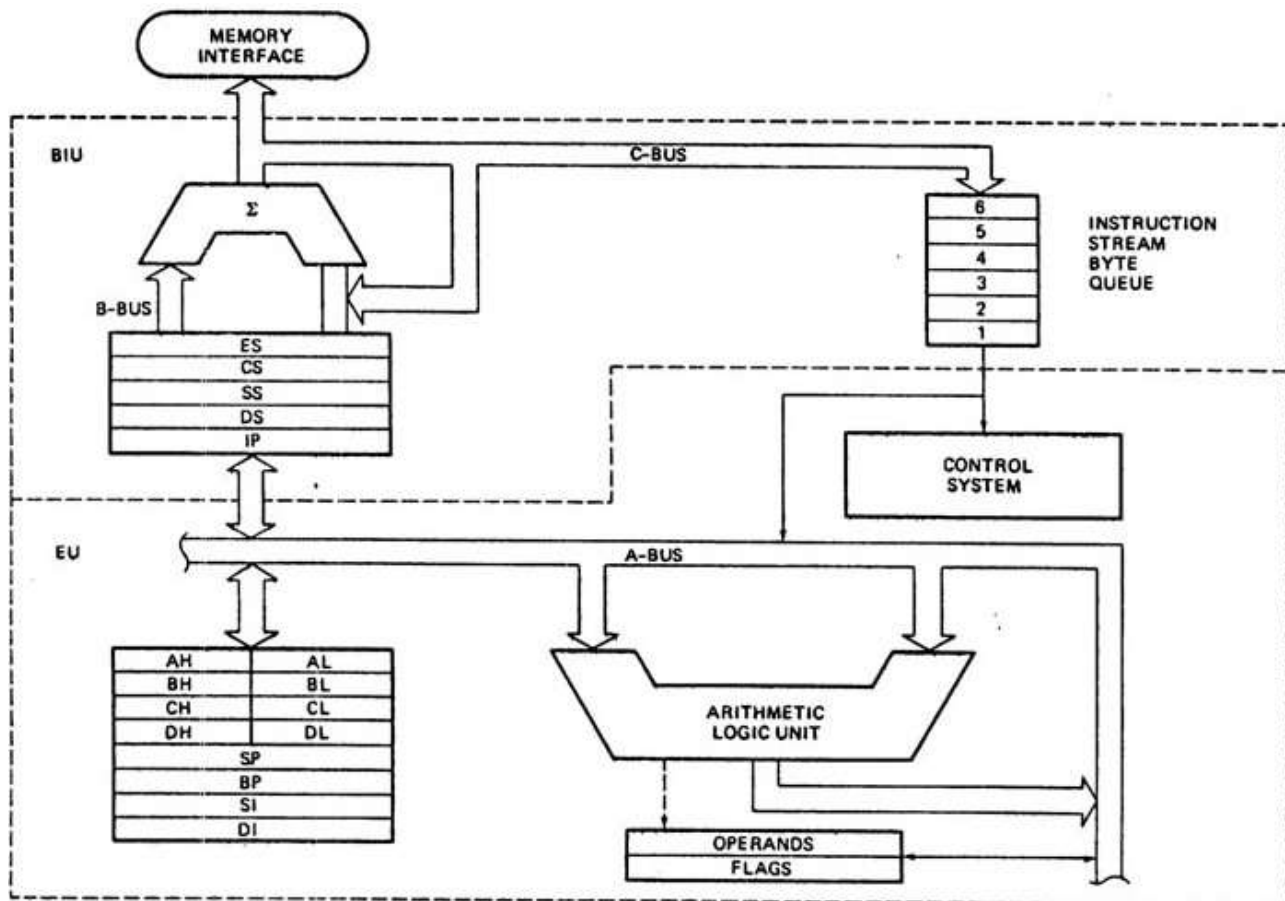 MEMORY
INTERFACE
BIU
C-BUS
Σ
B-BUS
ES
CS
SS
DS
IP
6
5
4
3
2
1
INSTRUCTION
STREAM
BYTE
QUEUE
CONTROL
SYSTEM
EU
A-BUS
AH AL
BH BL
CH CL
DH DL
SP
BP
SI
DI
ARITHMETIC
LOGIC UNIT
OPERANDS
FLAGS